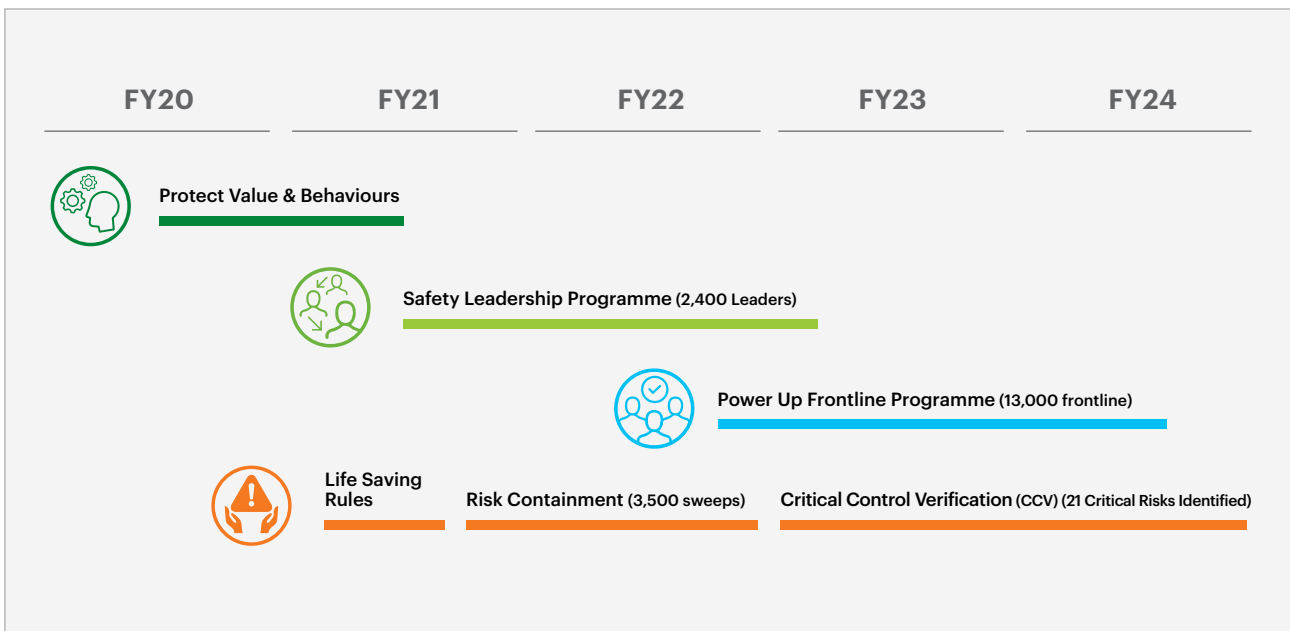 FY20
FY21
FY22
FY23
FY24
Protect Value & Behaviours
Safety Leadership Programme (2,400 Leaders)
Power Up Frontline Programme (13,000 frontline)
Life Saving
Rules
Risk Containment (3,500 sweeps)
Critical Control Verification (CCV) (21 Critical Risks Identified)